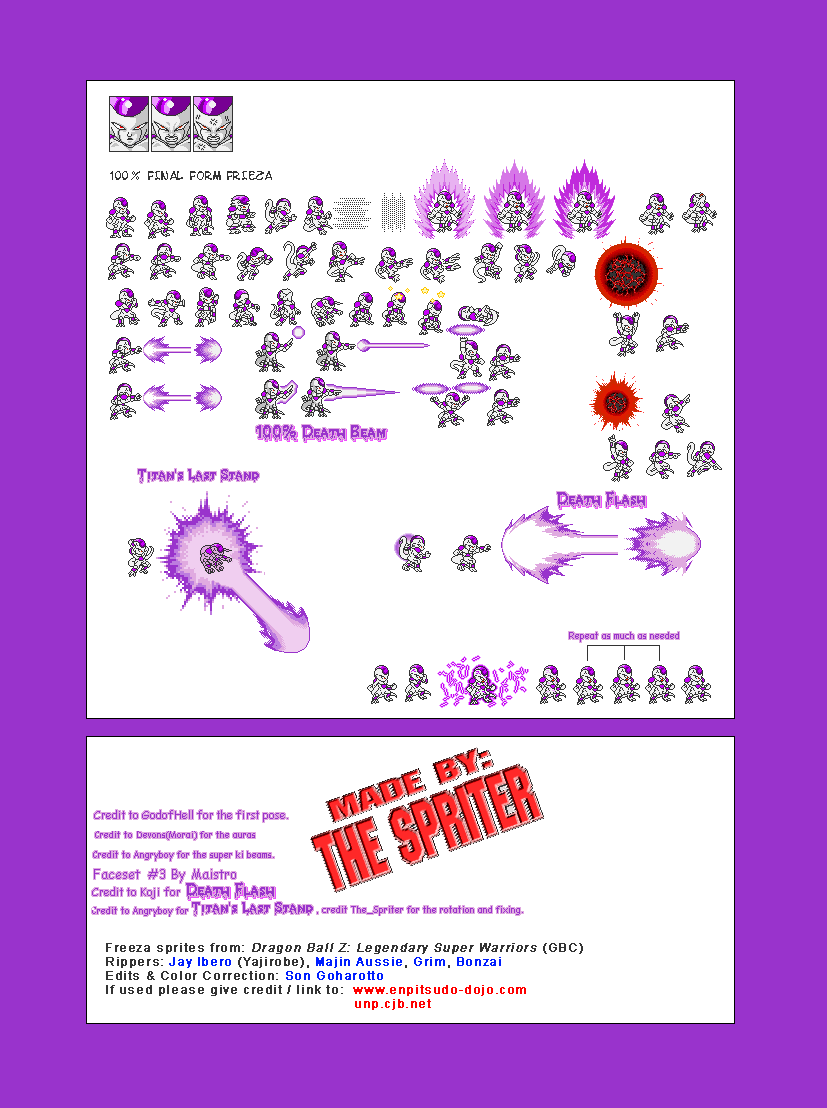 100% FINAL FORM FRIEZA
100% Death Beam
Titan's Last Stand
Death Flash
Repeat as much as needed
MADE BY:
THE SPRITER
Credit to GodofHell for the first pose.
Credit to Devons(Morai) for the auras
Credit to Angryboy for the super ki beams.
Faceset #3 By Maistro
Credit to Koji for Death Flash
Credit to Angryboy for Titan's Last Stand , credit The_Spriter for the rotation and fixing.
Freeza sprites from: Dragon Ball Z: Legendary Super Warriors (GBC)
Rippers: Jay Ibero (Yajirobe), Majin Aussie, Grim, Bonzai
Edits & Color Correction: Son Goharotto
If used please give credit / link to: www.enpitsudo-dojo.com
unp.cjb.net